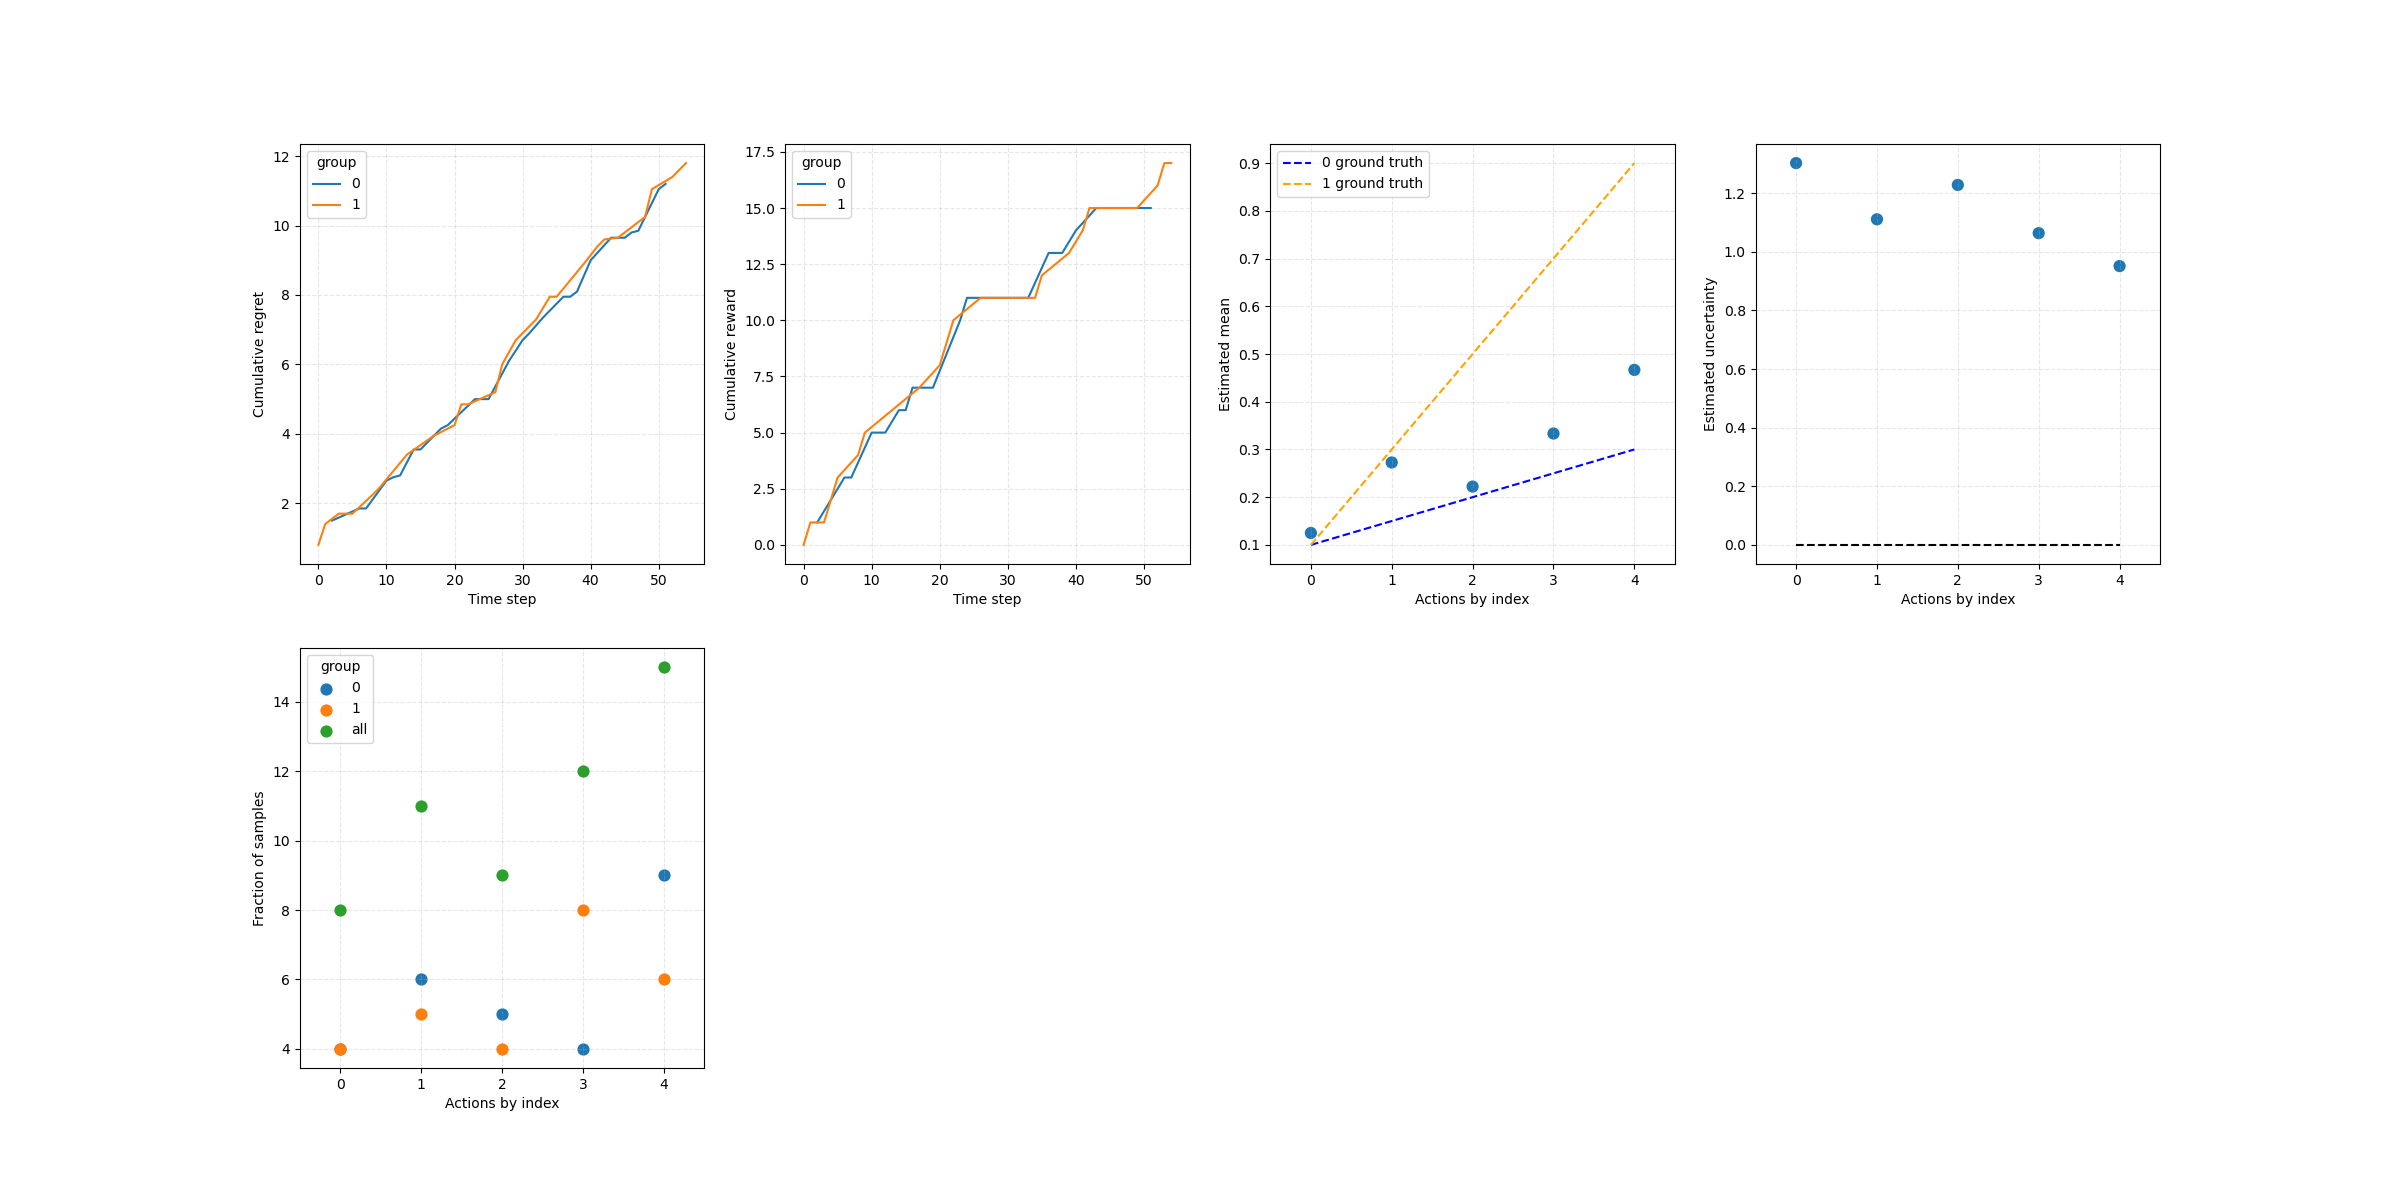 group
0
1
12
10
8
6
4
2
0 10 20 30 40 50
Time step
Cumulative regret
group
0
1
17.5
15.0
12.5
10.0
7.5
5.0
2.5
0.0
0 10 20 30 40 50
Time step
Cumulative reward
0 ground truth
1 ground truth
0.9
0.8
0.7
0.6
0.5
0.4
0.3
0.2
0.1
0 1 2 3 4
Actions by index
Estimated mean
1.2
1.0
0.8
0.6
0.4
0.2
0.0
0 1 2 3 4
Actions by index
Estimated uncertainty
group
0
1
all
14
12
10
8
6
4
0 1 2 3 4
Actions by index
Fraction of samples